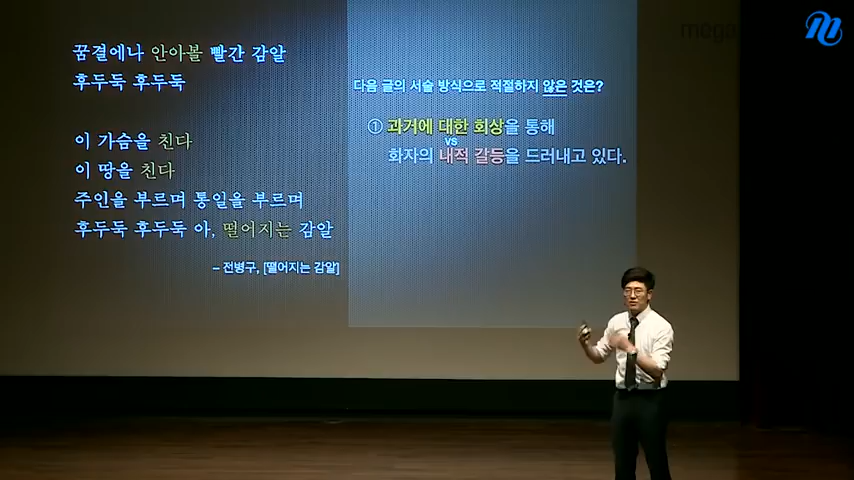 꿈결에나 안아볼 빨간 감알
후두둑 후두둑
이 가슴을 친다
이 땅을 친다
주인을 부르며 통일을 부르며
후두둑 후두둑 아, 떨어지는 감알
– 전병구, [떨어지는 감알]
다음 글의 서술 방식으로 적절하지 않은 것은?
① 과거에 대한 회상을 통해
vs
화자의 내적 갈등을 드러내고 있다.
mega